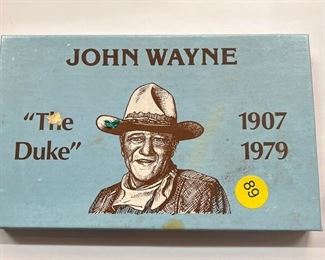 JOHN WAYNE
"The
Duke"
1907
1979
89